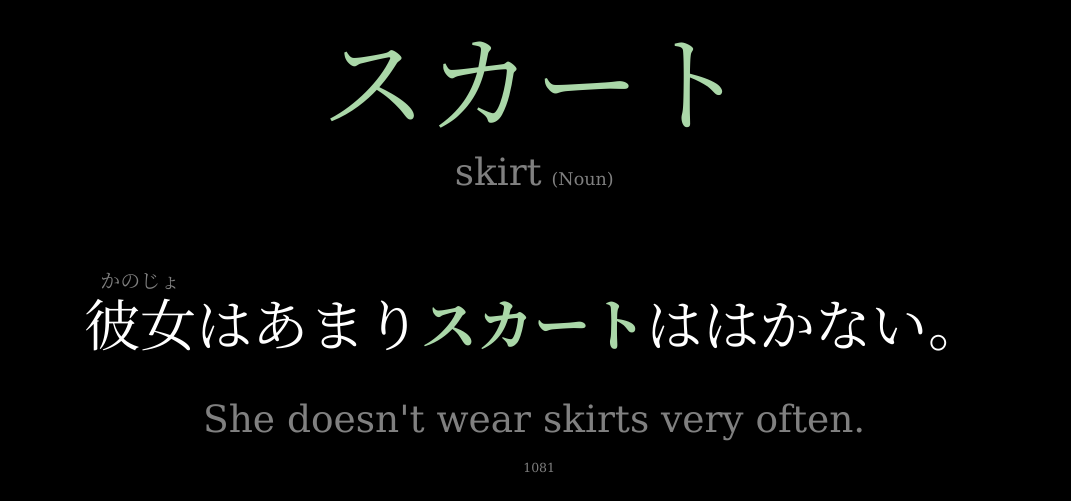 スカート
skirt (Noun)
かのじょ
彼女はあまりスカートははかない。
She doesn't wear skirts very often.
1081